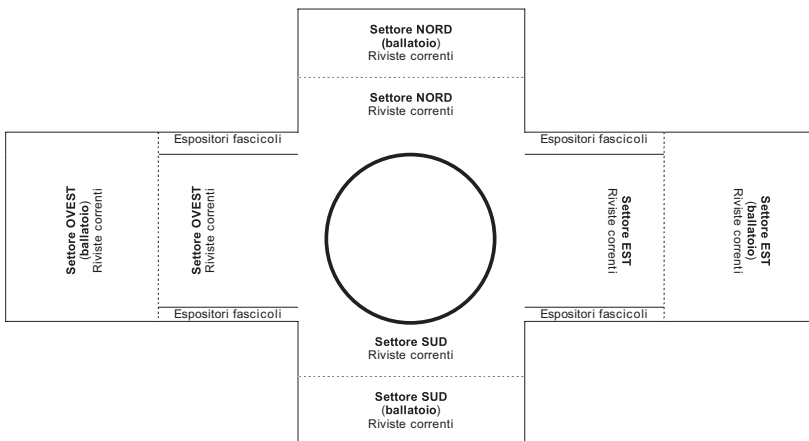 Settore NORD
(ballatoio)
Riviste correnti
Settore NORD
Riviste correnti
Espositori fascicoli
Espositori fascicoli
Settore OVEST
(ballatoio)
Riviste correnti
Settore OVEST
Riviste correnti
Settore EST
Riviste correnti
Settore EST
(ballatoio)
Riviste correnti
Espositori fascicoli
Espositori fascicoli
Settore SUD
Riviste correnti
Settore SUD
(ballatoio)
Riviste correnti